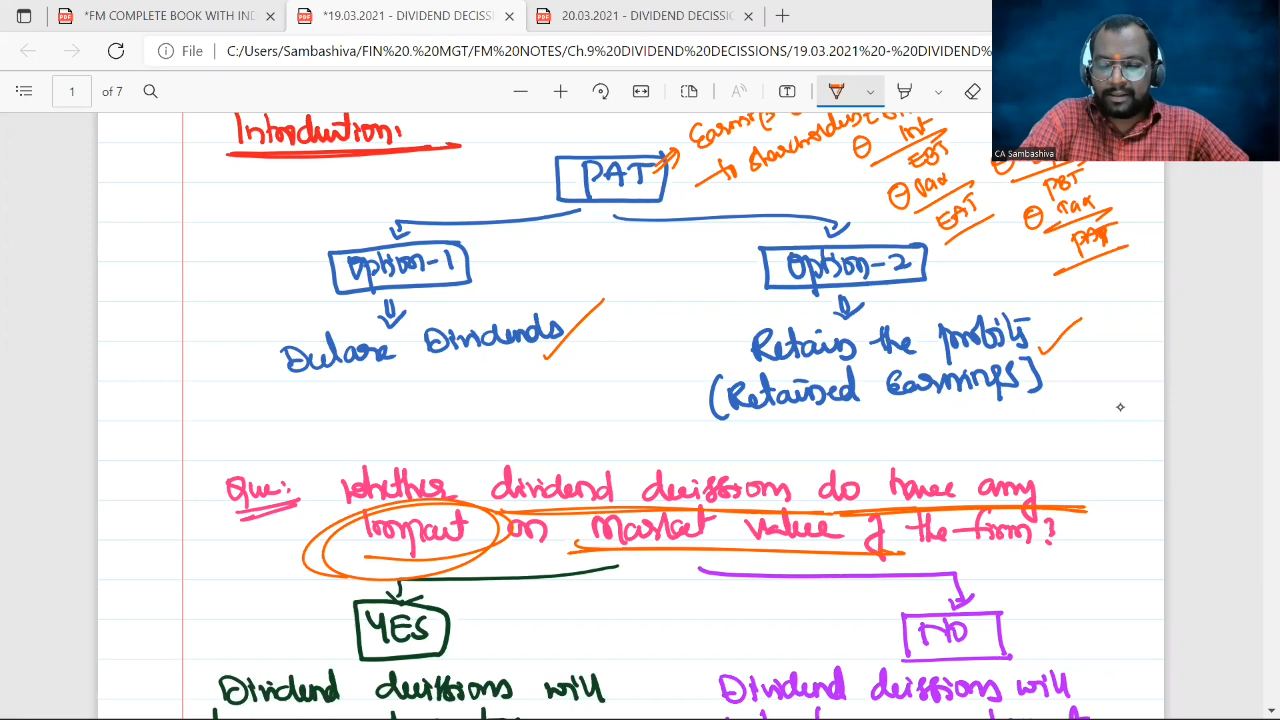 *FM COMPLETE BOOK WITH IND
*19.03.2021 - DIVIDEND DECISSI
20.03.2021 - DIVIDEND DECISSIO
File
C:/Users/Sambashiva/FIN%20.%20MGT/FM%20NOTES/Ch.9%20DIVIDEND%20DECISSIONS/19.03.2021%20-%20DIVIDEND%
1 of 7
CA Sambashiva
Introduction:
PAT
to Shareholders
Int
EBT
Tax
EAT
PBT
Tax
PAT
Option-1
Option-2
Declare Dividends
Retain the profits
(Retained Earnings)
Que: Whether dividend decissions do have any
Impact on Market value of the firm?
YES
NO
Dividend decissions will
Dividend decissions will